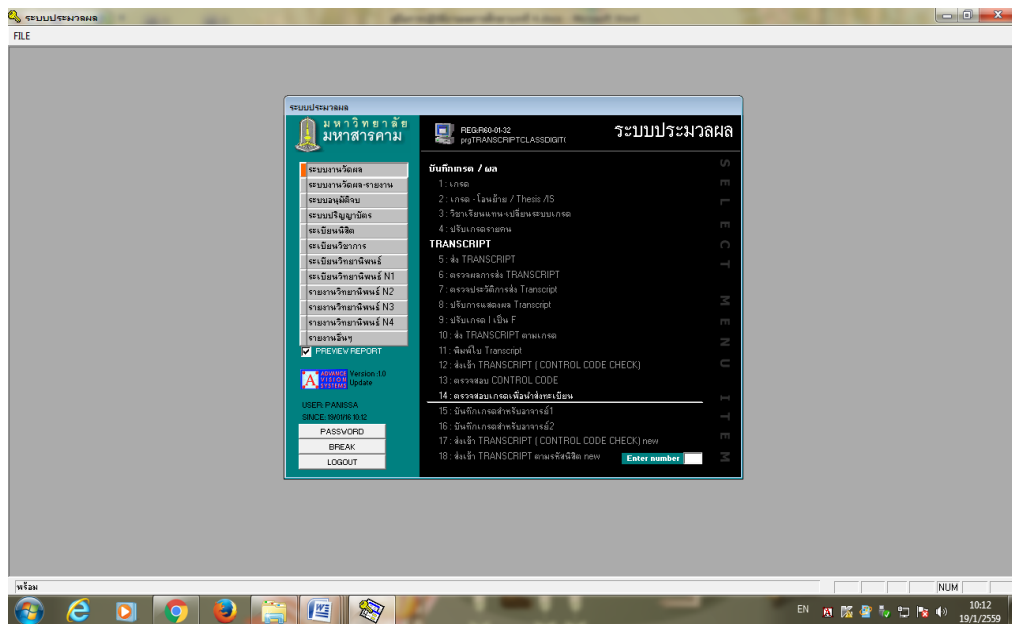 ระบบประมวลผล
FILE
ระบบประมวลผล
มหาวิทยาลัย
มหาสารคาม
REG:R60-01-32
prgTRANSCRIPTCLASSDIGIT(
ระบบประมวลผล
ระบบงานวัดผล
ระบบงานวัดผล-รายงาน
ระบบอนุมัติจบ
ระบบปริญญาบัตร
ระเบียนนิสิต
ระเบียนวิชาการ
ระเบียนวิทยานิพนธ์
ระเบียนวิทยานิพนธ์ N1
รายงานวิทยานิพนธ์ N2
รายงานวิทยานิพนธ์ N3
รายงานวิทยานิพนธ์ N4
รายงานอื่นๆ
PREVIEW REPORT
ADVANCE
VISION
SYSTEMS
Version 4.0
Update
USER: PANISSA
SINCE: 19/01/16 10:12
PASSWORD
BREAK
LOGOUT
บันทึกเกรด / ผล
1 : เกรด
2 : เกรด - โอนย้าย / Thesis /IS
3 : วิชาเรียนแทน-เปลี่ยนระบบเกรด
4 : ปรับเกรดรายคน
TRANSCRIPT
5 : ส่ง TRANSCRIPT
6 : ตรวจผลการส่ง TRANSCRIPT
7 : ตรวจประวัติการส่ง Transcript
8 : ปรับการแสดงผล Transcript
9 : ปรับเกรด I เป็น F
10 : ส่ง TRANSCRIPT ตามเกรด
11 : พิมพ์ใบ Transcript
12 : ส่งเข้า TRANSCRIPT ( CONTROL CODE CHECK)
13 : ตรวจสอบ CONTROL CODE
14 : ตรวจสอบเกรดเพื่อนำส่งทะเบียน
15 : บันทึกเกรดสำหรับอาจารย์1
16 : บันทึกเกรดสำหรับอาจารย์2
17 : ส่งเข้า TRANSCRIPT ( CONTROL CODE CHECK) new
18 : ส่งเข้า TRANSCRIPT ตามรหัสนิสิต new
Enter number
SELECT MENU ITEM
พร้อม
NUM
EN
10:12
19/1/2559